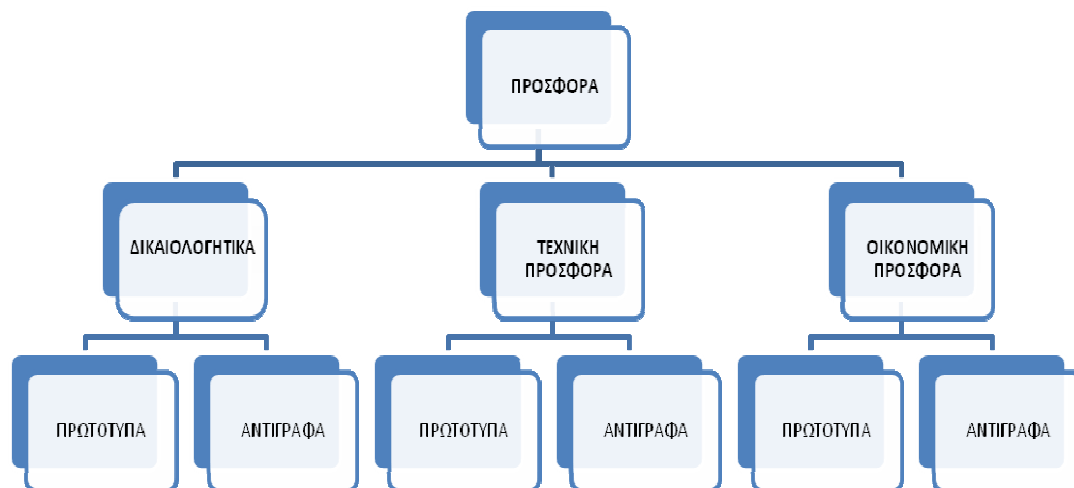 ΠΡΟΣΦΟΡΑ
ΔΙΚΑΙΟΛΟΓΗΤΙΚΑ
ΤΕΧΝΙΚΗ
ΠΡΟΣΦΟΡΑ
ΟΙΚΟΝΟΜΙΚΗ
ΠΡΟΣΦΟΡΑ
ΠΡΩΤΟΤΥΠΑ
ΑΝΤΙΓΡΑΦΑ
ΠΡΩΤΟΤΥΠΑ
ΑΝΤΙΓΡΑΦΑ
ΠΡΩΤΟΤΥΠΑ
ΑΝΤΙΓΡΑΦΑ